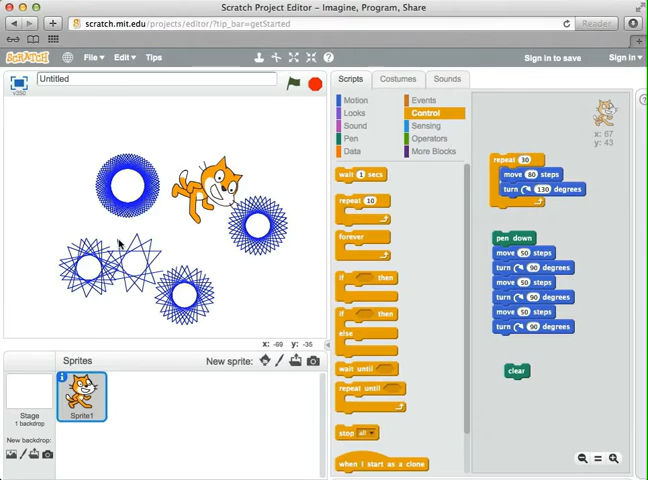 Scratch Project Editor - Imagine, Program, Share
scratch.mit.edu/projects/editor/?tip_bar=getStarted
Reader
SCRATCH
File
Edit
Tips
Sign in to save
Sign in
v350
Untitled
Scripts
Costumes
Sounds
Motion
Events
Looks
Control
Sound
Sensing
Pen
Operators
Data
More Blocks
x: 67
y: 43
wait 1 secs
repeat 10
forever
if then
if then
else
wait until
repeat until
stop all
when I start as a clone
repeat 30
move 80 steps
turn 130 degrees
pen down
move 50 steps
turn 90 degrees
move 50 steps
turn 90 degrees
move 50 steps
turn 90 degrees
clear
x: -69 y: -35
Sprites
New sprite:
Stage
1 backdrop
New backdrop:
Sprite1